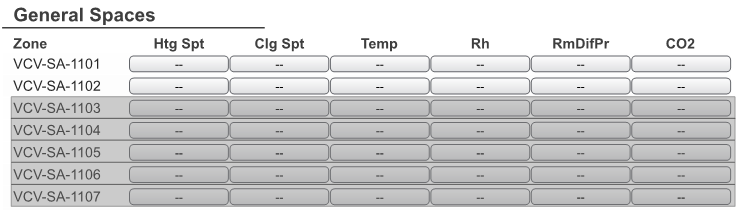 General Spaces
Zone Htg Spt Clg Spt Temp Rh RmDifPr CO2
VCV-SA-1101 -- -- -- -- -- --
VCV-SA-1102 -- -- -- -- -- --
VCV-SA-1103 -- -- -- -- -- --
VCV-SA-1104 -- -- -- -- -- --
VCV-SA-1105 -- -- -- -- -- --
VCV-SA-1106 -- -- -- -- -- --
VCV-SA-1107 -- -- -- -- -- --